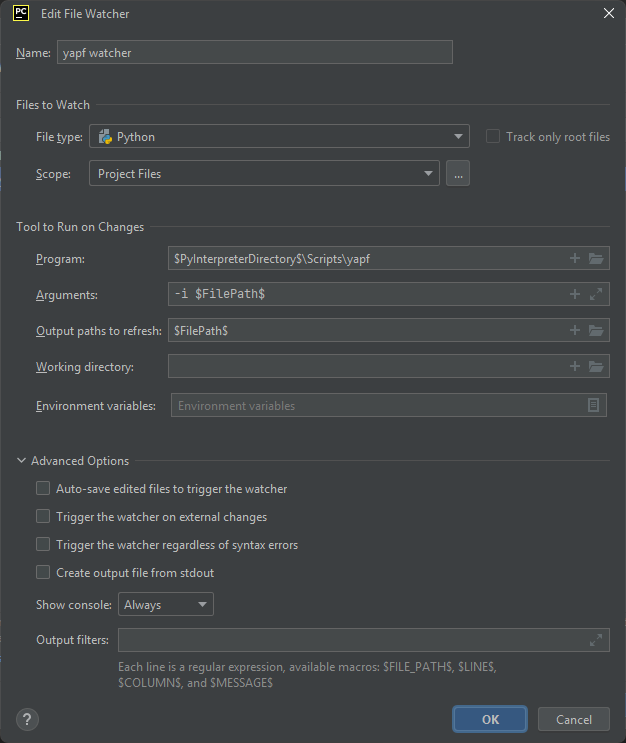 PC Edit File Watcher
Name: yapf watcher
Files to Watch
File type: Python Track only root files
Scope: Project Files ...
Tool to Run on Changes
Program: $PyInterpreterDirectory$\Scripts\yapf
Arguments: -i $FilePath$
Output paths to refresh: $FilePath$
Working directory:
Environment variables: Environment variables
Advanced Options
Auto-save edited files to trigger the watcher
Trigger the watcher on external changes
Trigger the watcher regardless of syntax errors
Create output file from stdout
Show console: Always
Output filters:
Each line is a regular expression, available macros: $FILE_PATH$, $LINE$,
$COLUMN$, and $MESSAGE$
? OK Cancel